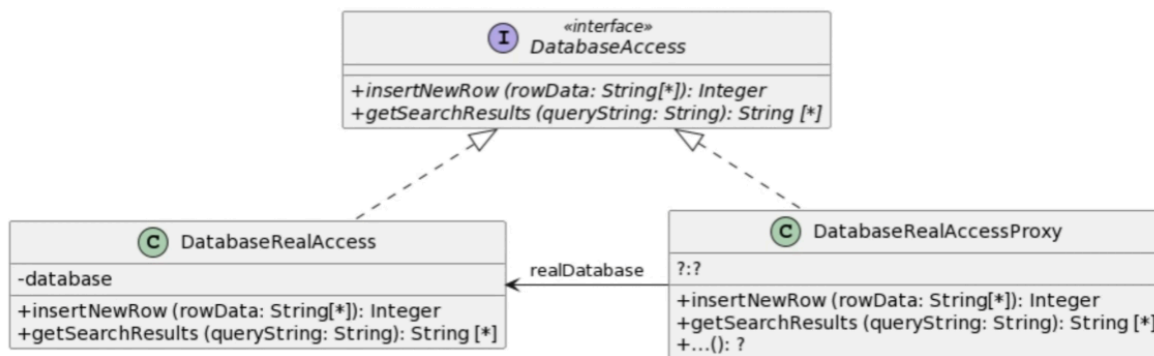 «interface»
I
DatabaseAccess
+insertNewRow (rowData: String[*]): Integer
+getSearchResults (queryString: String): String [*]
C DatabaseRealAccess
-database
+insertNewRow (rowData: String[*]): Integer
+getSearchResults (queryString: String): String [*]
realDatabase
C DatabaseRealAccessProxy
?:?
+insertNewRow (rowData: String[*]): Integer
+getSearchResults (queryString: String): String [*]
+...(): ?